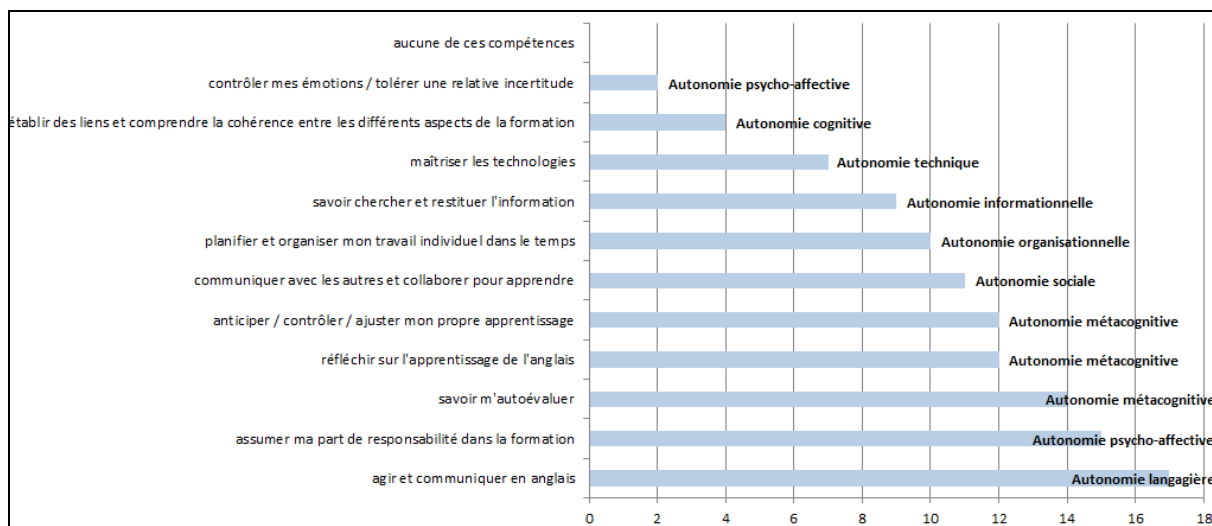 aucune de ces compétences
contrôler mes émotions / tolérer une relative incertitude
Autonomie psycho-affective
établir des liens et comprendre la cohérence entre les différents aspects de la formation
Autonomie cognitive
maîtriser les technologies
Autonomie technique
savoir chercher et restituer l'information
Autonomie informationnelle
planifier et organiser mon travail individuel dans le temps
Autonomie organisationnelle
communiquer avec les autres et collaborer pour apprendre
Autonomie sociale
anticiper / contrôler / ajuster mon propre apprentissage
Autonomie métacognitive
réfléchir sur l'apprentissage de l'anglais
Autonomie métacognitive
savoir m'autoévaluer
Autonomie métacognitive
assumer ma part de responsabilité dans la formation
Autonomie psycho-affective
agir et communiquer en anglais
Autonomie langagière
0 2 4 6 8 10 12 14 16 18